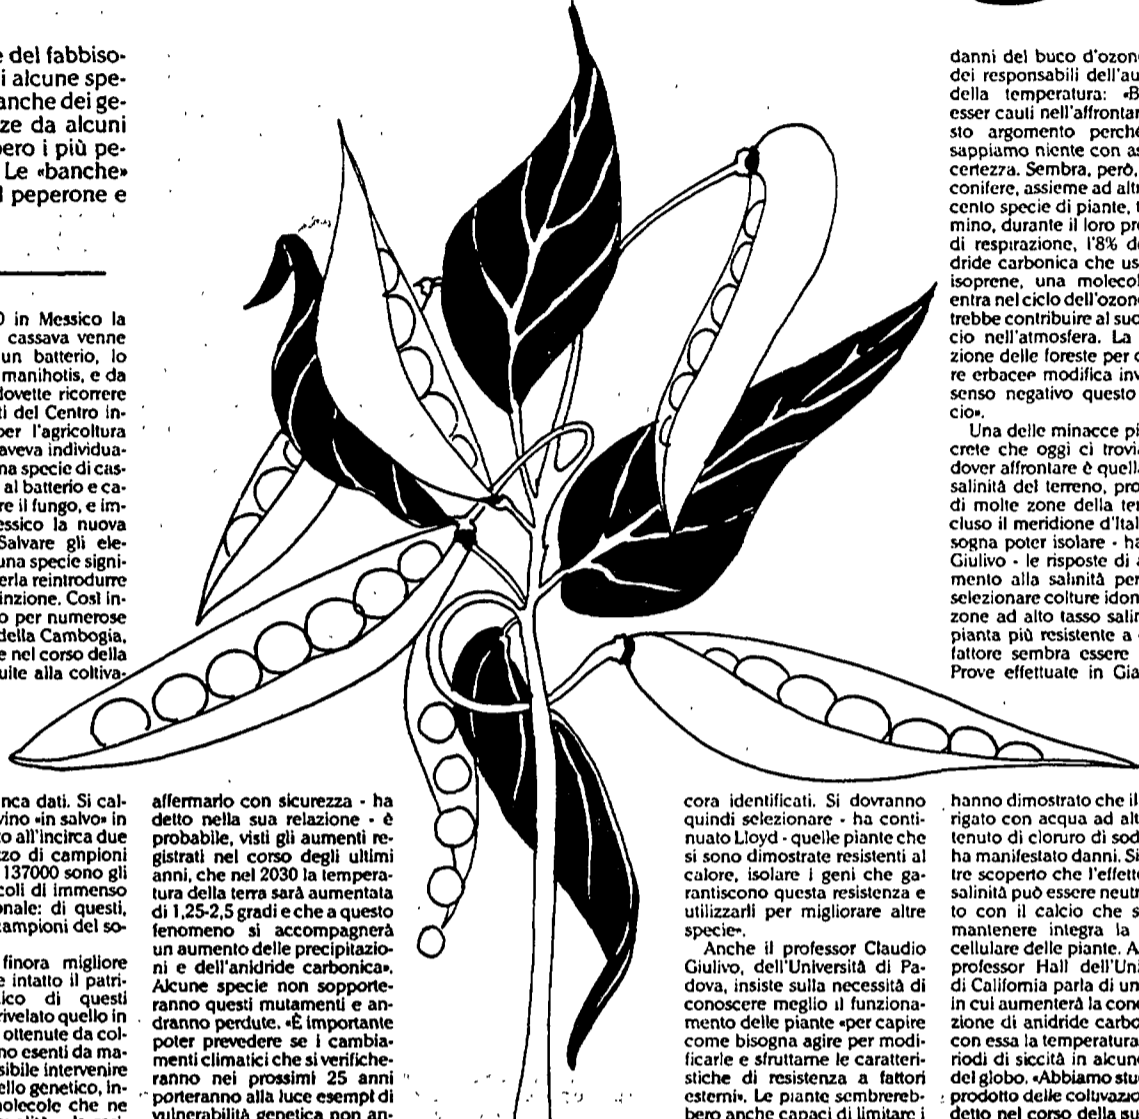 e del fabbiso-
i alcune spe-
anche dei ge-
ze da alcuni
pero i più pe-
Le «banche»
l peperone e
0 in Messico la
cassava venne
un batterio, lo
manihotis, e da
dovette ricorrere
ti del Centro in-
per l'agricoltura
aveva individua-
na specie di cas-
al batterio e ca-
re il fungo, e im-
essico la nuova
Salvare gli ele-
una specie signi-
erla reintrodurre
inzione. Così in-
o per numerose
della Cambogia,
e nel corso della
uite alla coltiva-
nca dati. Si cal-
vino «in salvo» in
o all'incirca due
zzo di campioni
137000 sono gli
coli di immenso
onale: di questi,
campioni del so-
finora migliore
e intatto il patri-
ico di questi
rivelato quello in
ottenute da col-
no esenti da ma-
sibile intervenire
ello genetico, in-
nolecole che ne
affermarlo con sicurezza - ha
detto nella sua relazione - è
probabile, visti gli aumenti re-
gistrati nel corso degli ultimi
anni, che nel 2030 la tempera-
tura della terra sarà aumentata
di 1,25-2,5 gradi e che a questo
fenomeno si accompagnerà
un aumento delle precipitazio-
ni e dell'anidride carbonica».
Alcune specie non sopporte-
ranno questi mutamenti e an-
dranno perdute. «È importante
poter prevedere se i cambia-
menti climatici che si verifiche-
ranno nei prossimi 25 anni
porteranno alla luce esempi di
vulnerabilità genetica non an-
cora identificati. Si dovranno
quindi selezionare - ha conti-
nuato Lloyd - quelle piante che
si sono dimostrate resistenti al
calore, isolare i geni che ga-
rantiscono questa resistenza e
utilizzarli per migliorare altre
specie».
Anche il professor Claudio
Giulivo, dell'Università di Pa-
dova, insiste sulla necessità di
conoscere meglio il funziona-
mento delle piante «per capire
come bisogna agire per modi-
ficarle e sfruttarne le caratteri-
stiche di resistenza a fattori
esterni». Le piante sembrereb-
bero anche capaci di limitare i
danni del buco d'ozono
dei responsabili dell'au
della temperatura: «B
esser cauti nell'affrontar
sto argomento perché
sappiamo niente con as
certezza. Sembra, però,
conifere, assieme ad altr
cento specie di piante, t
mino, durante il loro pro
di respirazione, l'8% de
dride carbonica che us
isoprene, una molecol
entra nel ciclo dell'ozono
trebbe contribuire al suo
cio nell'atmosfera. La
zione delle foreste per c
re erbacee modifica inv
senso negativo questo
cio».
Una delle minacce pi
crete che oggi ci trovia
dover affrontare è quella
salinità del terreno, pro
di molte zone della ter
cluso il meridione d'Ital
sogna poter isolare - ha
Giulivo - le risposte di a
mento alla salinità per
selezionare colture idon
zone ad alto tasso salin
pianta più resistente a
fattore sembra essere
Prove effettuate in Gia
hanno dimostrato che il
rigato con acqua ad alt
tenuto di cloruro di sod
ha manifestato danni. Si
tre scoperto che l'effetto
salinità può essere neutr
to con il calcio che s
mantenere integra la
cellulare delle piante. A
professor Hall dell'Uni
di California parla di un
in cui aumenterà la conc
zione di anidride carbo
con essa la temperatura
riodi di siccità in alcune
del globo. «Abbiamo stu
prodotto delle coltivazio
detto nel corso della su